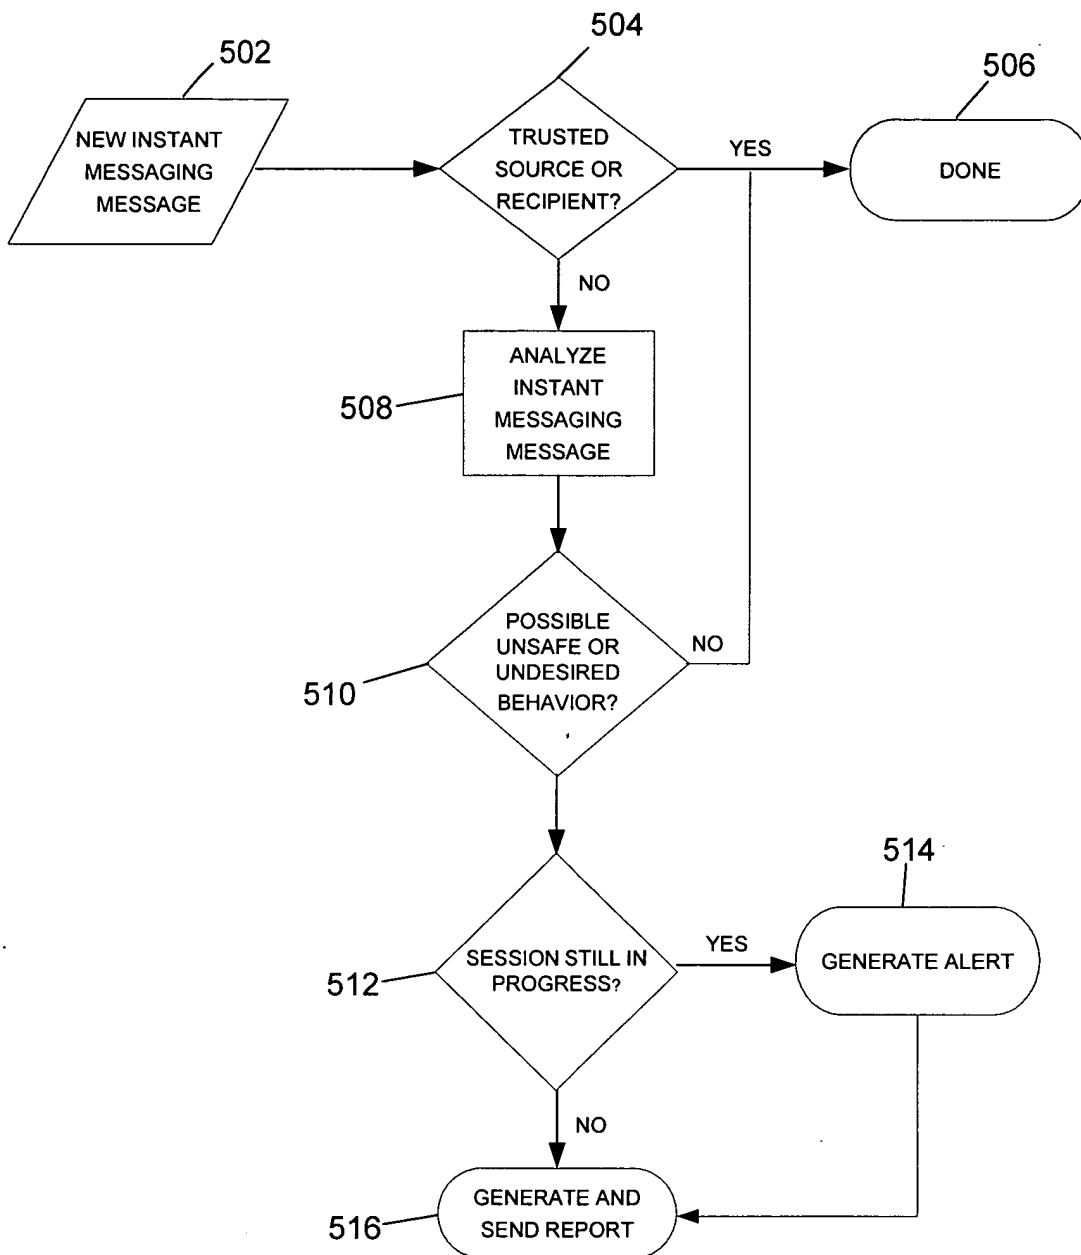 502
504
506
NEW INSTANT
MESSAGING
MESSAGE
TRUSTED
SOURCE OR
RECIPIENT?
YES
DONE
NO
508
ANALYZE
INSTANT
MESSAGING
MESSAGE
510
POSSIBLE
UNSAFE OR
UNDESIRED
BEHAVIOR?
NO
512
SESSION STILL IN
PROGRESS?
YES
514
GENERATE ALERT
NO
516
GENERATE AND
SEND REPORT